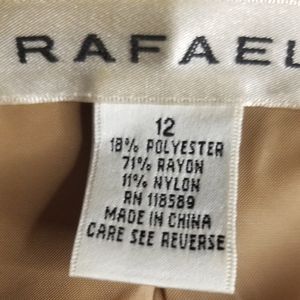 RAFAEL
12
18% POLYESTER
71% RAYON
11% NYLON
RN 118589
MADE IN CHINA
CARE SEE REVERSE